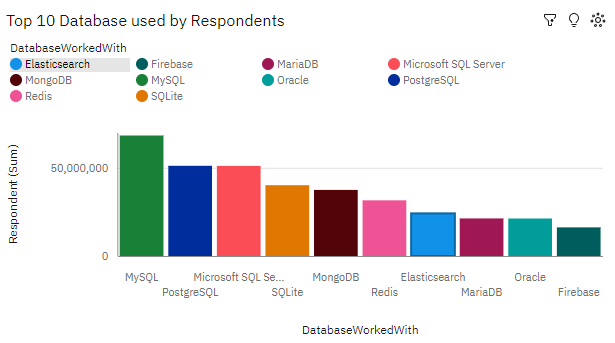 Top 10 Database used by Respondents
DatabaseWorkedWith
Elasticsearch Firebase MariaDB Microsoft SQL Server
MongoDB MySQL Oracle PostgreSQL
Redis SQLite
Respondent (Sum)
50,000,000
0
MySQL Microsoft SQL Se... MongoDB Elasticsearch Oracle
PostgreSQL SQLite Redis MariaDB Firebase
DatabaseWorkedWith